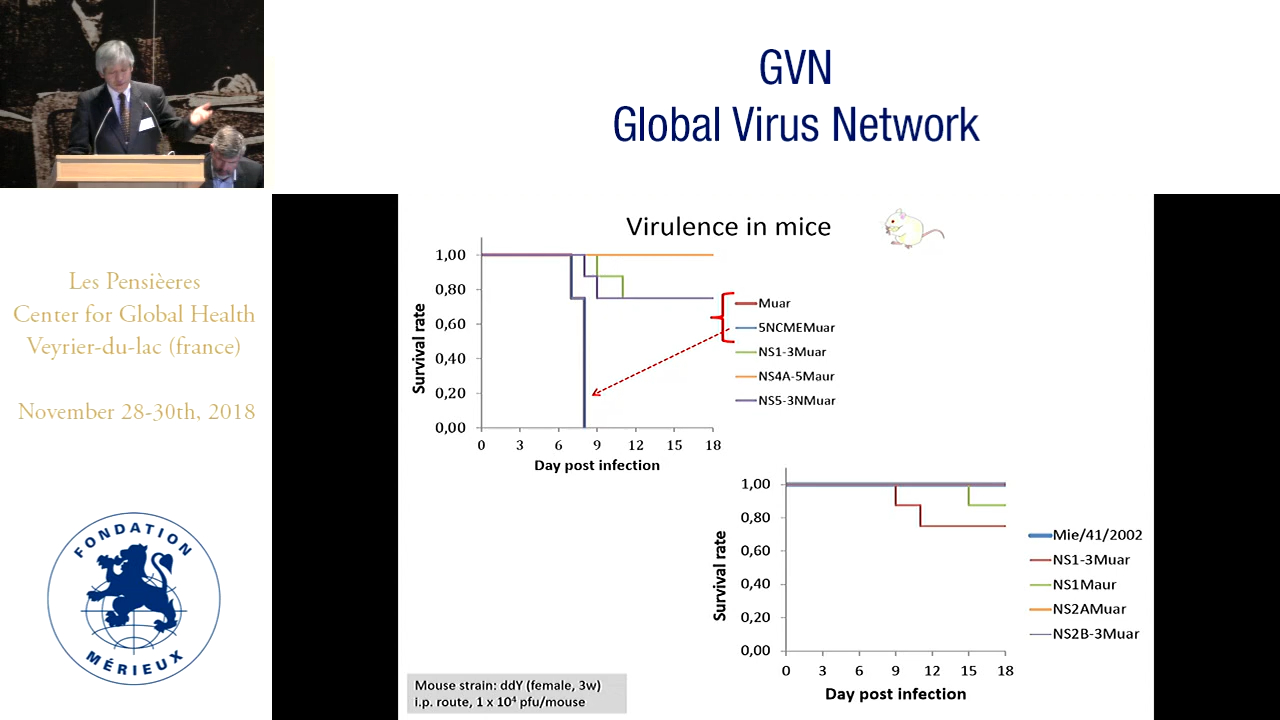 GVN
Global Virus Network
Les Pensièeres
Center for Global Health
Veyrier-du-lac (france)
November 28-30th, 2018
FONDATION
MÉRIEUX
Virulence in mice
1,00
0,80
0,60
0,40
0,20
0,00
Survival rate
0 3 6 9 12 15 18
Day post infection
Muar
5NCMEMuar
NS1-3Muar
NS4A-5Maur
NS5-3NMuar
1,00
0,80
0,60
0,40
0,20
0,00
Survival rate
0 3 6 9 12 15 18
Day post infection
Mie/41/2002
NS1-3Muar
NS1Maur
NS2AMuar
NS2B-3Muar
Mouse strain: ddY (female, 3w)
i.p. route, 1 x 10⁴ pfu/mouse